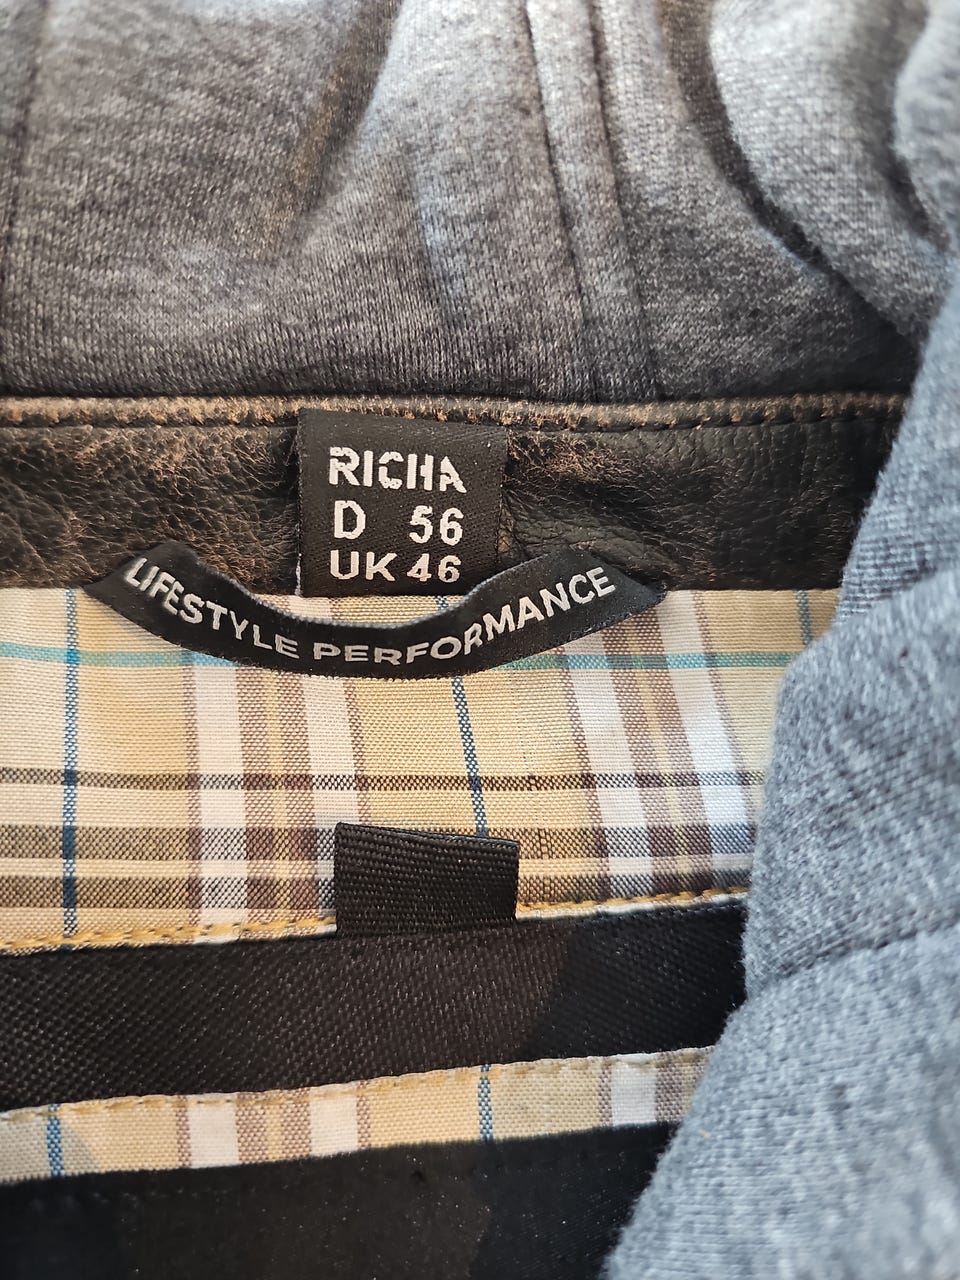 RICHA
D 56
UK 46
LIFESTYLE PERFORMANCE